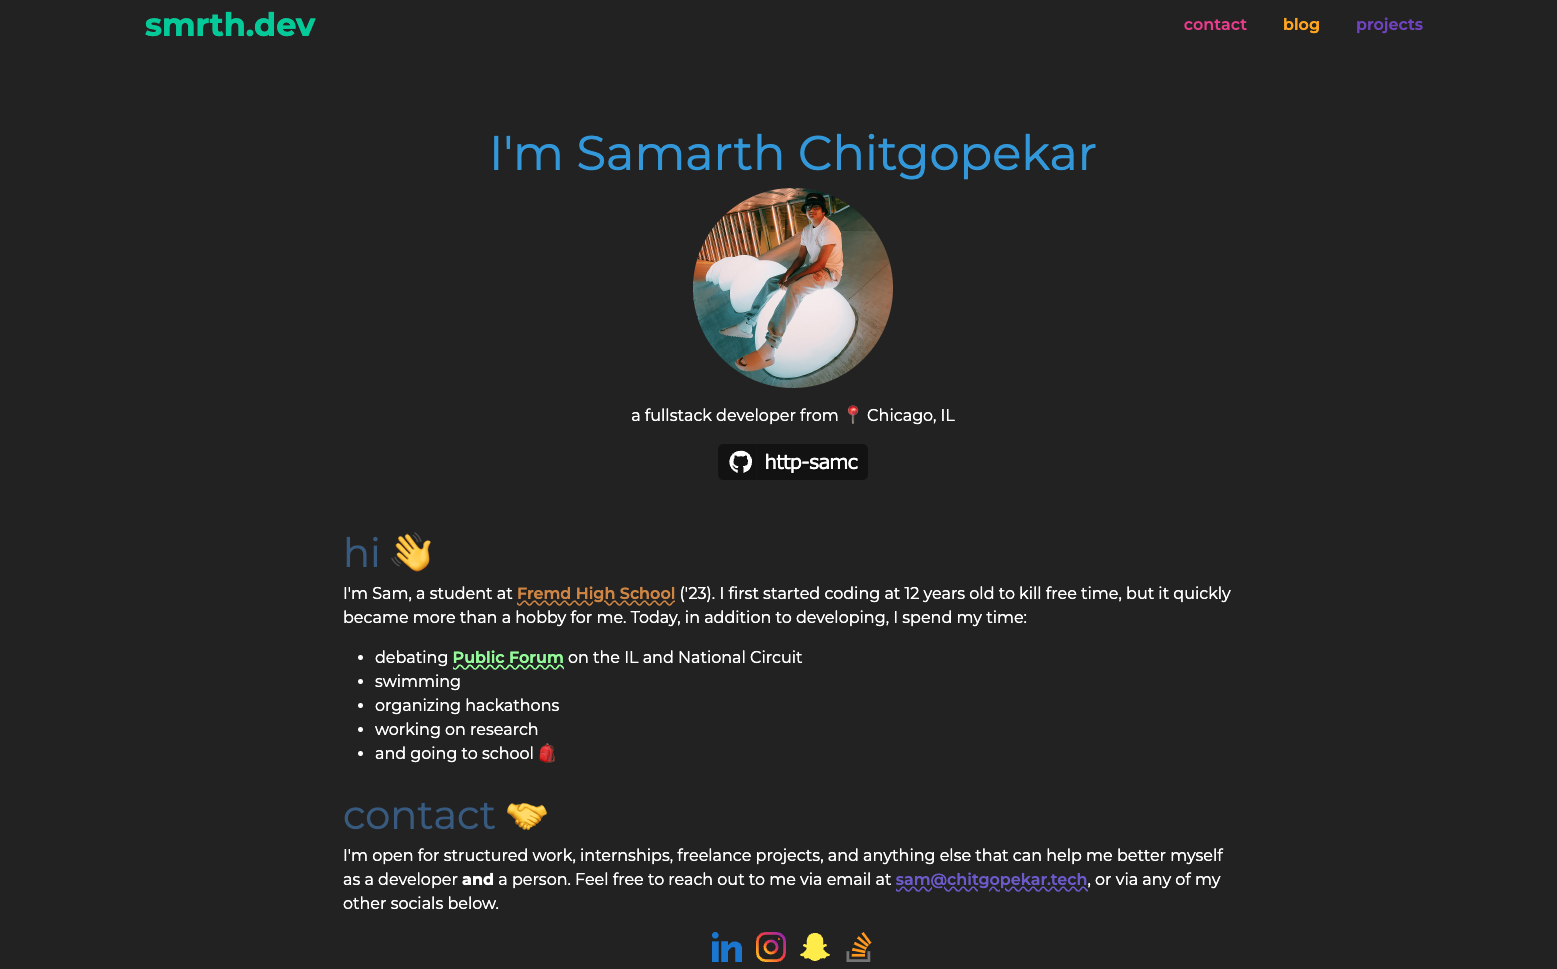 smrth.dev
contact blog projects
I'm Samarth Chitgopekar
a fullstack developer from 📍 Chicago, IL
http-samc
hi 👋
I'm Sam, a student at Fremd High School ('23). I first started coding at 12 years old to kill free time, but it quickly
became more than a hobby for me. Today, in addition to developing, I spend my time:
• debating Public Forum on the IL and National Circuit
• swimming
• organizing hackathons
• working on research
• and going to school 🎒
contact 🤝
I'm open for structured work, internships, freelance projects, and anything else that can help me better myself
as a developer and a person. Feel free to reach out to me via email at sam@chitgopekar.tech, or via any of my
other socials below.
in